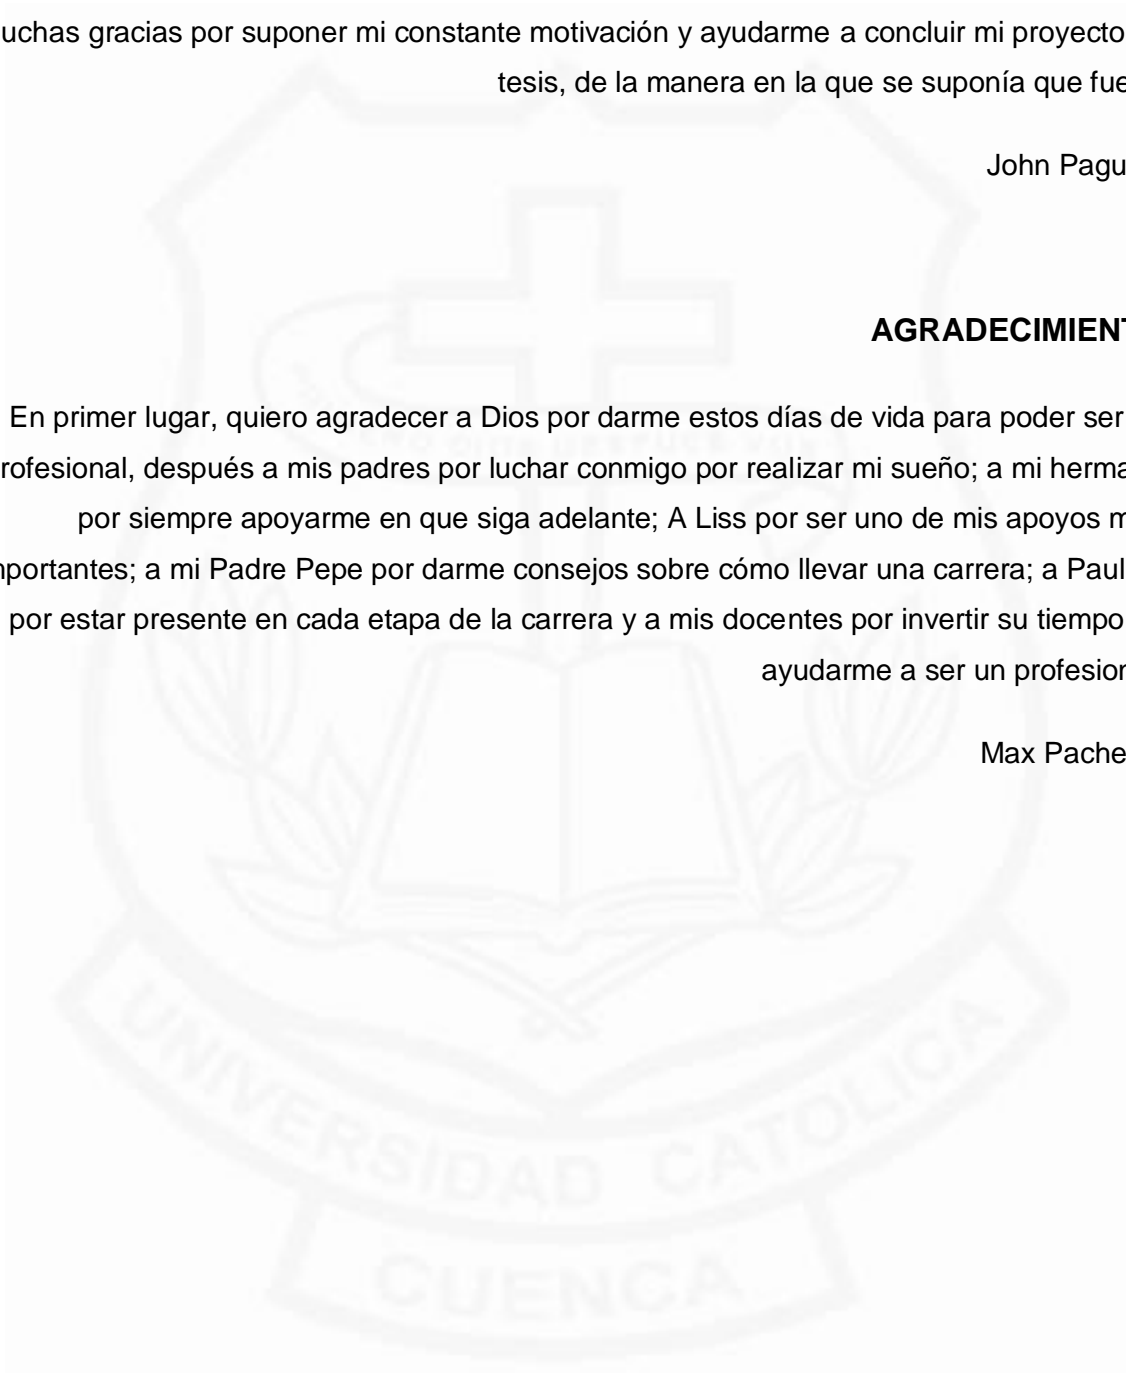 uchas gracias por suponer mi constante motivación y ayudarme a concluir mi proyecto
tesis, de la manera en la que se suponía que fue
John Pagu
AGRADECIMIENT
En primer lugar, quiero agradecer a Dios por darme estos días de vida para poder ser
rofesional, después a mis padres por luchar conmigo por realizar mi sueño; a mi herma
por siempre apoyarme en que siga adelante; A Liss por ser uno de mis apoyos m
mportantes; a mi Padre Pepe por darme consejos sobre cómo llevar una carrera; a Paul
por estar presente en cada etapa de la carrera y a mis docentes por invertir su tiempo
ayudarme a ser un profesion
Max Pache
UNIVERSIDAD CATOLICA
CUENCA